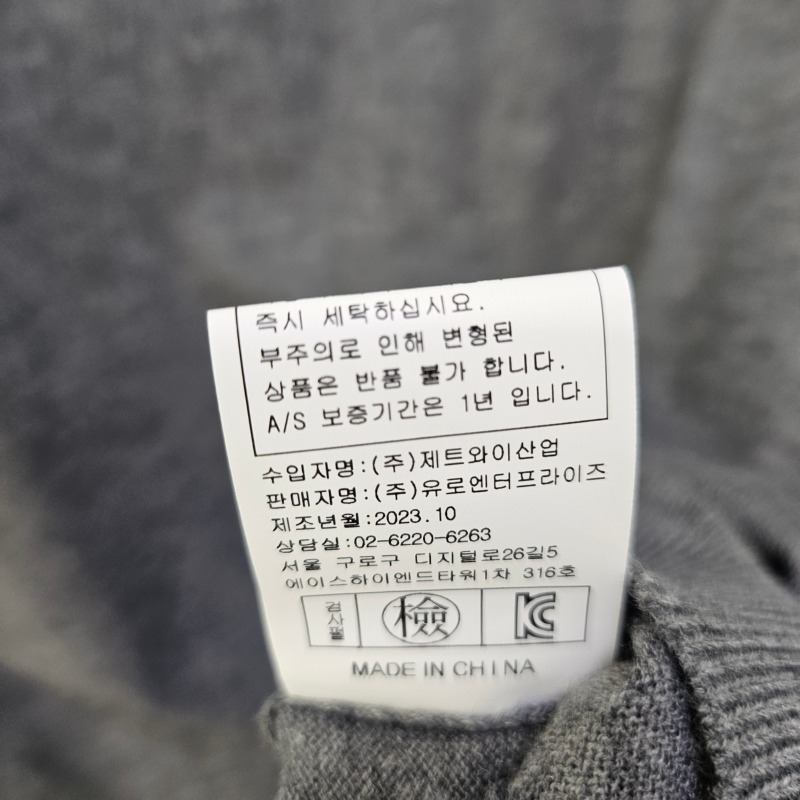 즉시 세탁하십시요.
부주의로 인해 변형된
상품은 반품 불가 합니다.
A/S 보증기간은 1년 입니다.
수입자명:(주)제트와이산업
판매자명:(주)유로엔터프라이즈
제조년월:2023.10
상담실:02-6220-6263
서울 구로구 디지털로26길5
에이스하이엔드타워1차 316호
검사필 檢 KC
MADE IN CHINA